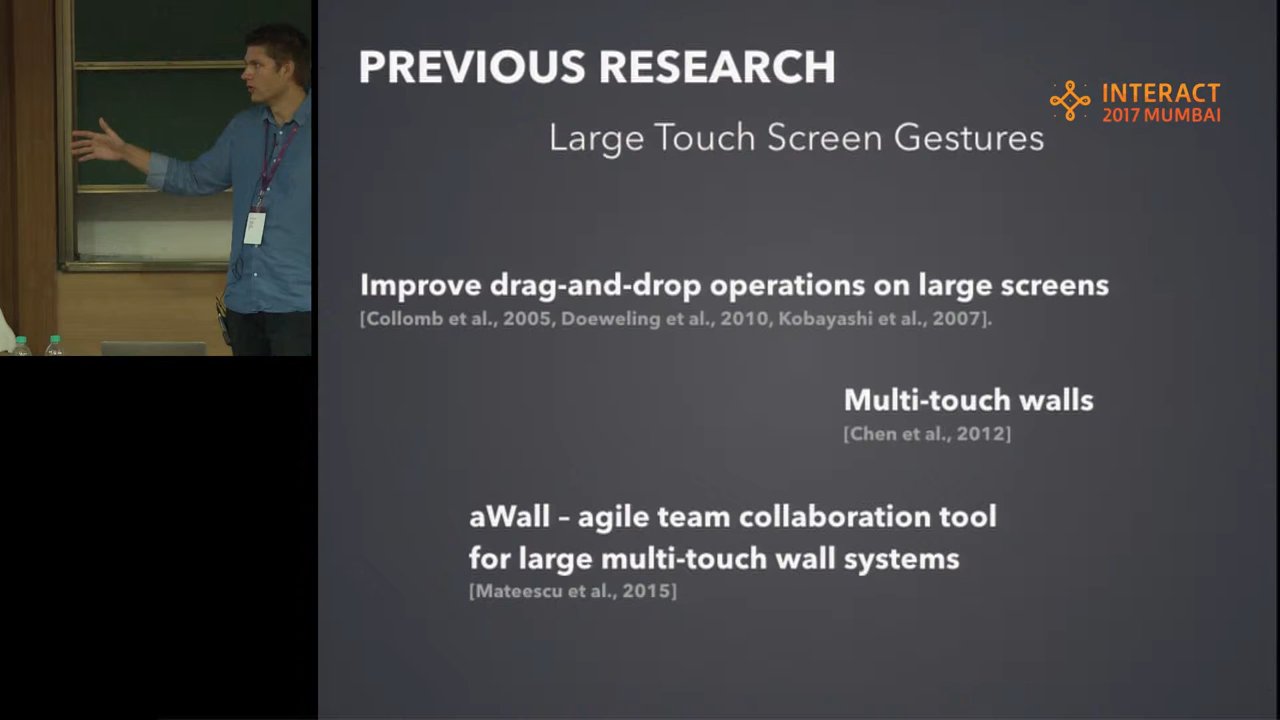 PREVIOUS RESEARCH
INTERACT
2017 MUMBAI
Large Touch Screen Gestures
Improve drag-and-drop operations on large screens
[Collomb et al., 2005, Doeweling et al., 2010, Kobayashi et al., 2007].
Multi-touch walls
[Chen et al., 2012]
aWall – agile team collaboration tool
for large multi-touch wall systems
[Mateescu et al., 2015]